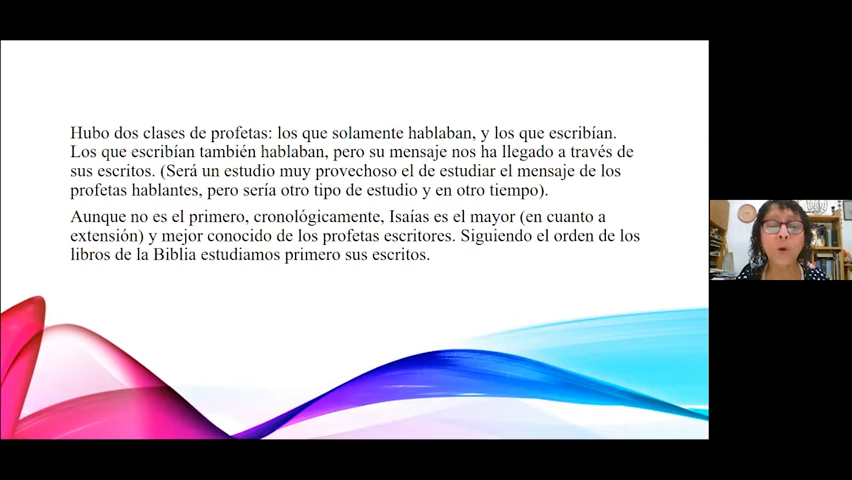 Hubo dos clases de profetas: los que solamente hablaban, y los que escribían.
Los que escribían también hablaban, pero su mensaje nos ha llegado a través de
sus escritos. (Será un estudio muy provechoso el de estudiar el mensaje de los
profetas hablantes, pero sería otro tipo de estudio y en otro tiempo).
Aunque no es el primero, cronológicamente, Isaías es el mayor (en cuanto a
extensión) y mejor conocido de los profetas escritores. Siguiendo el orden de los
libros de la Biblia estudiamos primero sus escritos.